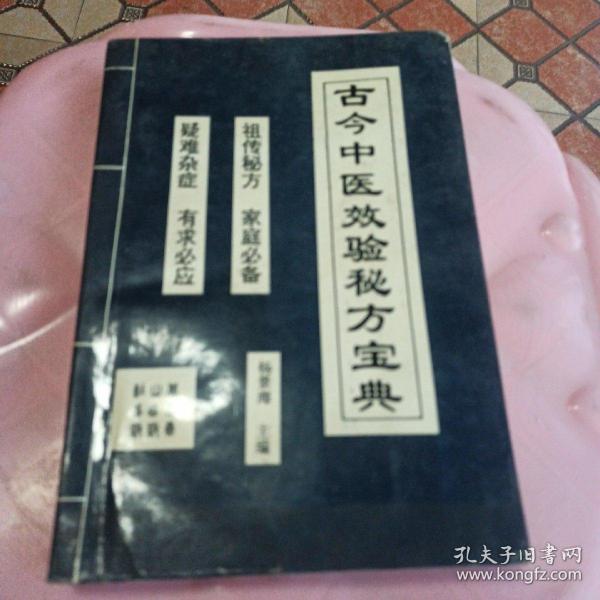 古今中医效验秘方宝典
祖传秘方 家庭必备
疑难杂症 有求必应
主编
孔夫子旧书网
www.kongfz.com